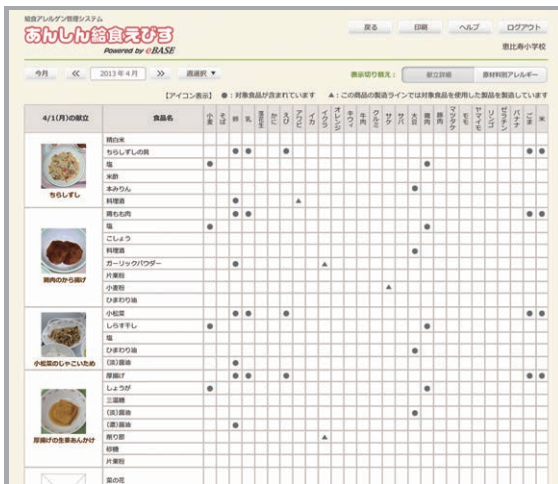 給食アレルゲン管理システム
あんしん給食えびす
Powered by eBASE
戻る 印刷 ヘルプ ログアウト
恵比寿小学校
今月 << 2013年4月 >> 週選択 ▼
表示切り替え： 献立詳細 原材料別アレルギー
【アイコン表示】 ●：対象食品が含まれています ▲：この商品の製造ラインでは対象食品を使用した製品を製造しています
4/1(月)の献立 食品名 小麦 そば 卵 乳 落花生 かに えび アワビ イカ イクラ オレンジ キウイ 牛肉 クルミ サケ サバ 大豆 鶏肉 豚肉 マツタケ モモ ヤマイモ リンゴ ゼラチン バナナ ごま 米
ちらしずし
精白米
ちらしずしの具 ● ● ● ● ●
塩 ● ●
米酢
本みりん ●
料理酒 ● ▲
鶏肉のから揚げ
鶏もも肉 ● ● ● ●
塩 ● ●
こしょう
料理酒 ●
ガーリックパウダー ● ▲
片栗粉
小麦粉 ▲
ひまわり油
小松菜のじゃこいため
小松菜 ● ● ● ● ●
しらす干し ● ●
塩
ひまわり油 ●
(淡)醤油 ●
厚揚げの生姜あんかけ
厚揚げ ● ● ● ● ●
しょうが ● ●
三温糖
(淡)醤油 ●
(濃)醤油 ●
削り節 ▲
砂糖
片栗粉
菜の花